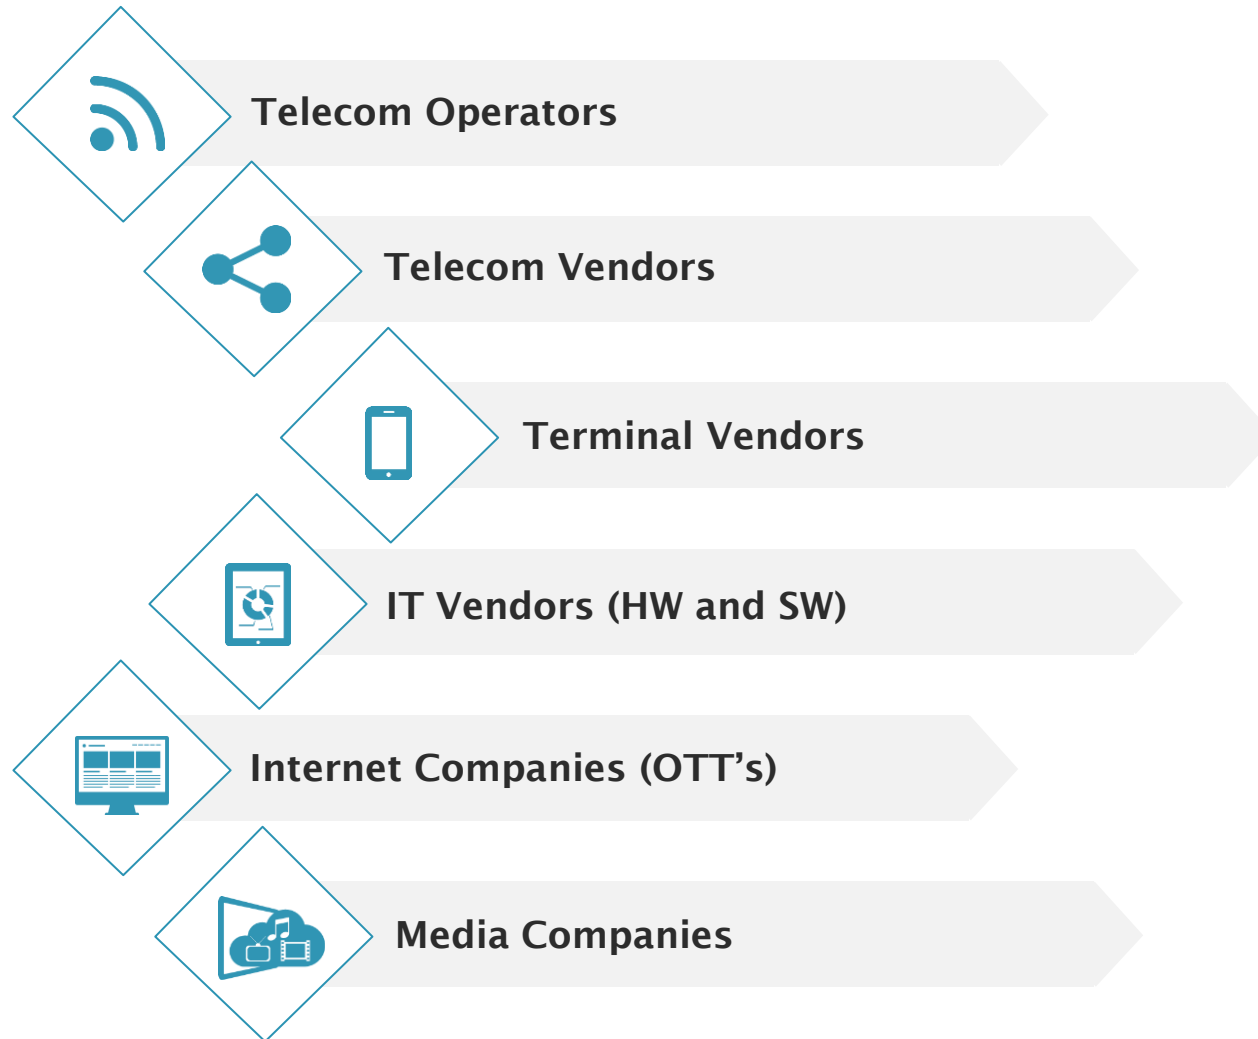 Telecom Operators
Telecom Vendors
Terminal Vendors
IT Vendors (HW and SW)
Internet Companies (OTT’s)
Media Companies